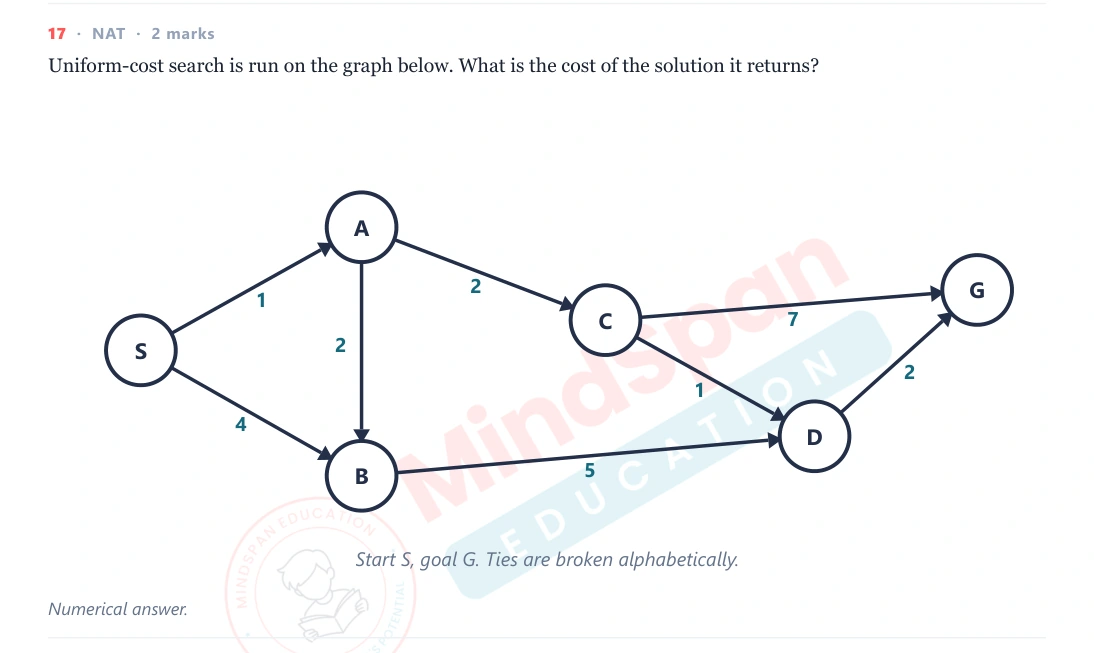 17 · NAT · 2 marks
Uniform-cost search is run on the graph below. What is the cost of the solution it returns?
A
2
G
C
7
1
S
2
2
1
4
D
B
5
Mindspan
EDUCATION
MINDSPAN EDUCATION
Start S, goal G. Ties are broken alphabetically.
Numerical answer.